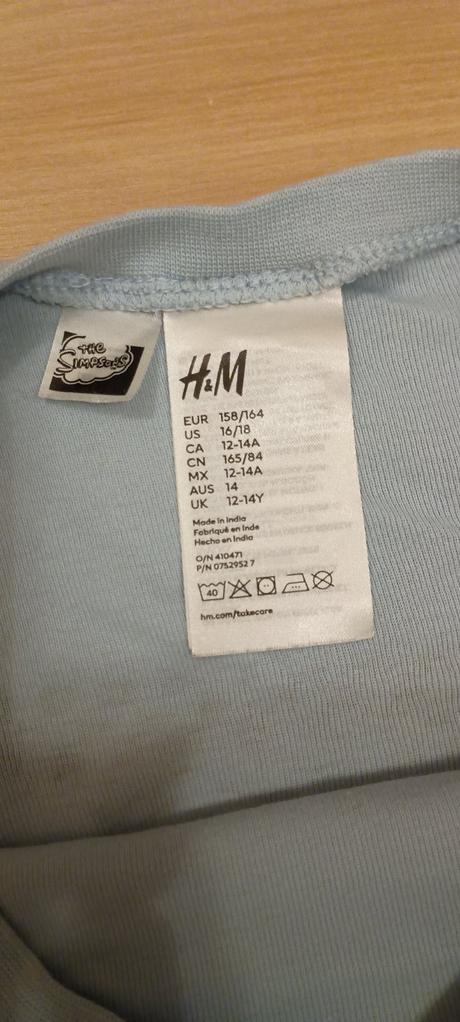 THE
SIMPSONS
H&M
EUR 158/164
US 16/18
CA 12-14A
CN 165/84
MX 12-14A
AUS 14
UK 12-14Y
Made in India
Fabriqué en Inde
Hecho en India
O/N 410471
P/N 0752952 7
40
hm.com/takecare